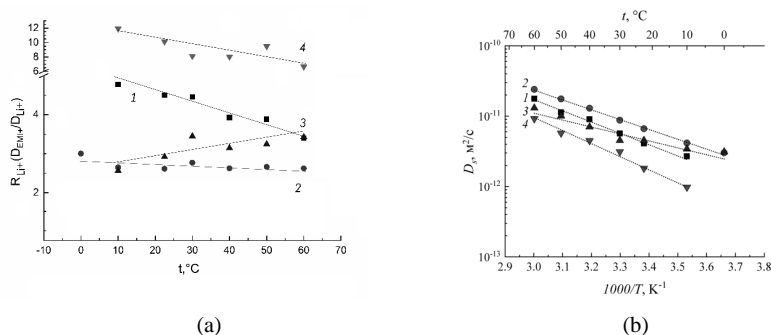 12
10
8
6
4
2
R_Li+ (D_EMI+/D_Li+)
4
1
3
2
-10 0 10 20 30 40 50 60 70
t,°C
(a)
t, °C
70 60 50 40 30 20 10 0
10⁻¹⁰
10⁻¹¹
10⁻¹²
10⁻¹³
D_s, м²/с
2
1
3
4
2.9 3.0 3.1 3.2 3.3 3.4 3.5 3.6 3.7 3.8
1000/T, K⁻¹
(b)